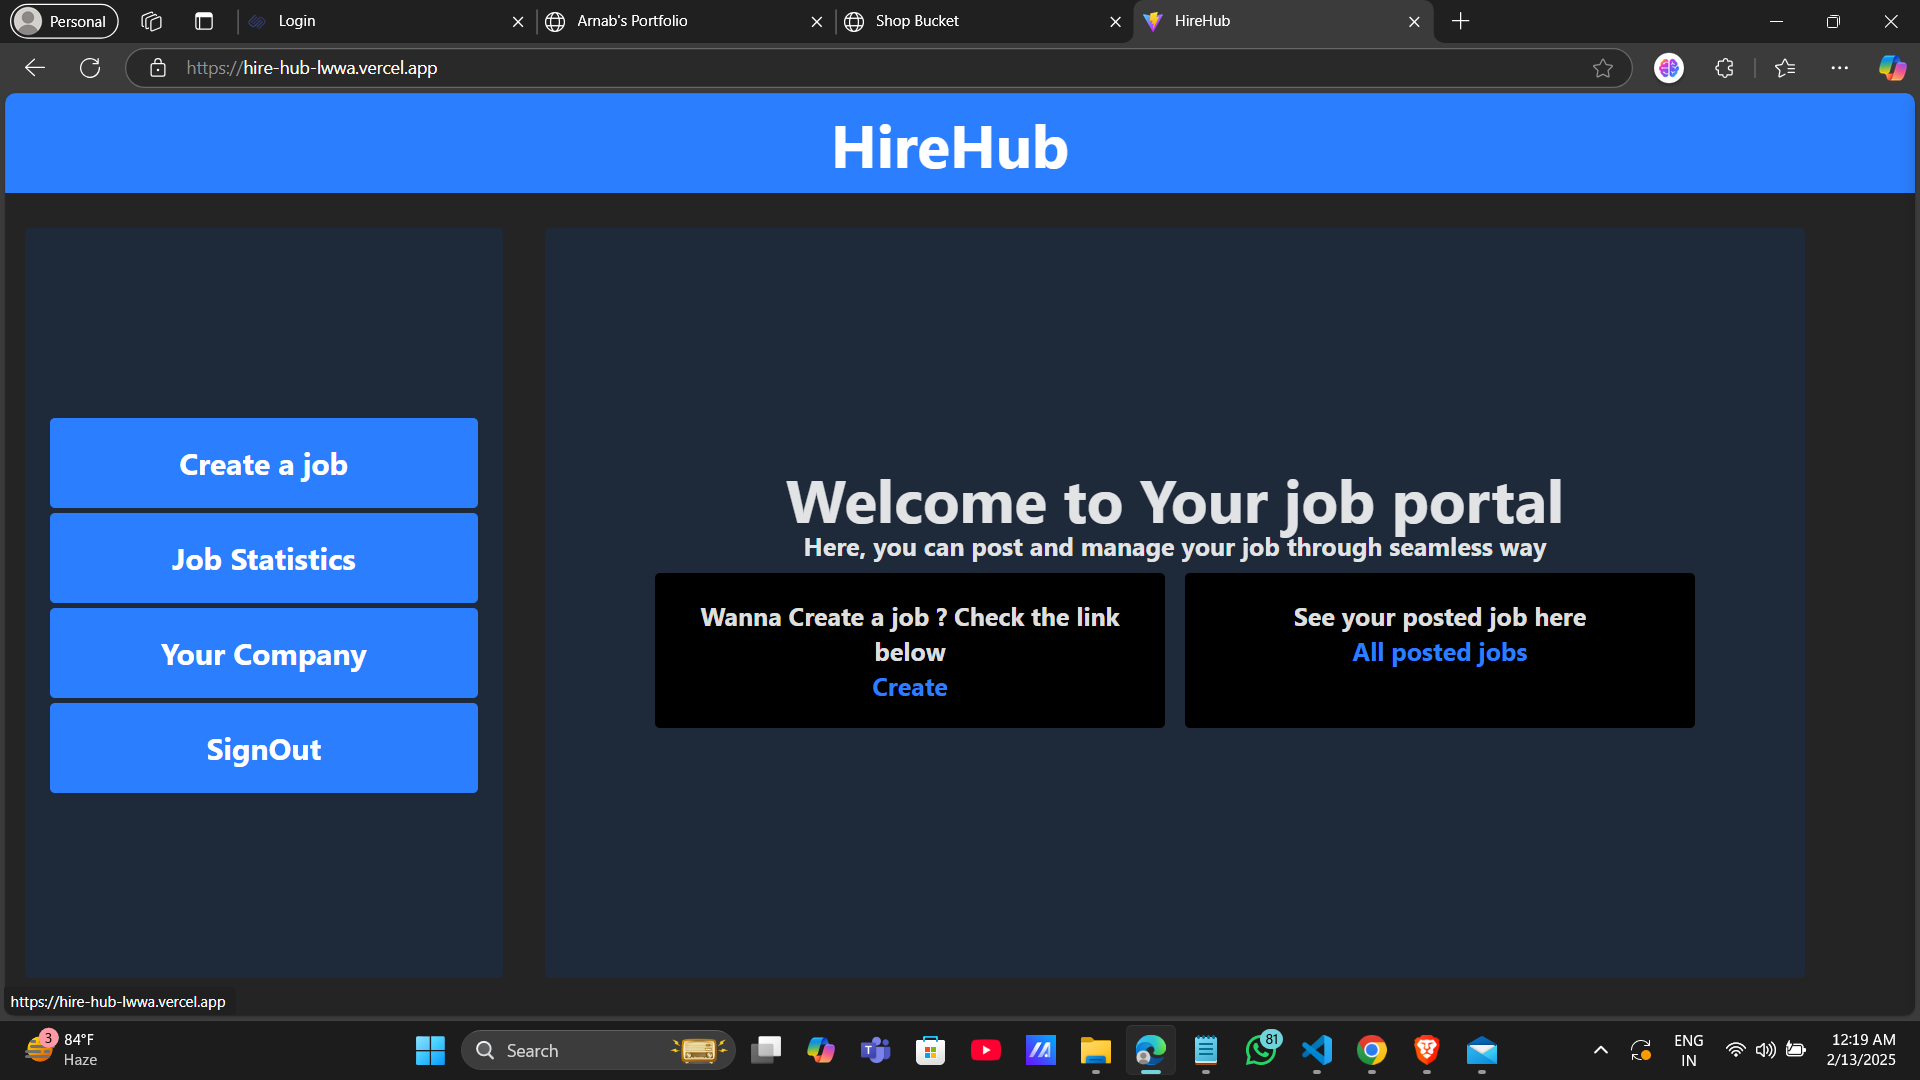 Personal
Login
Arnab's Portfolio
Shop Bucket
HireHub
https://hire-hub-lwwa.vercel.app
HireHub
Create a job
Job Statistics
Your Company
SignOut
Welcome to Your job portal
Here, you can post and manage your job through seamless way
Wanna Create a job ? Check the link
below
Create
See your posted job here
All posted jobs
https://hire-hub-lwwa.vercel.app
3
84°F
Haze
Search
81
ENG
IN
12:19 AM
2/13/2025